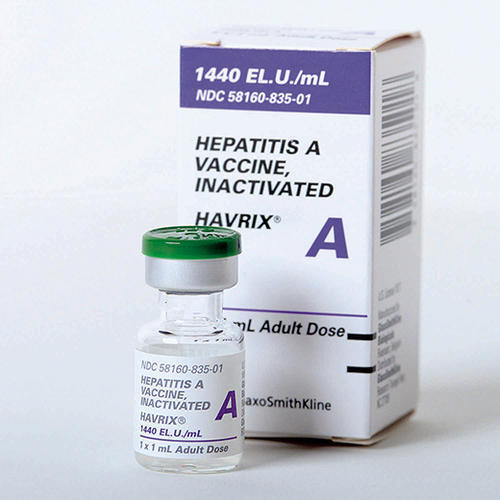 1440 EL.U./mL
NDC 58160-835-01
HEPATITIS A
VACCINE,
INACTIVATED
HAVRIX®
A
mL Adult Dose
axoSmithKline
NDC 58160-835-01
HEPATITIS A
VACCINE,
INACTIVATED
HAVRIX®
A
1440 EL.U./mL
1 x 1 mL Adult Dose